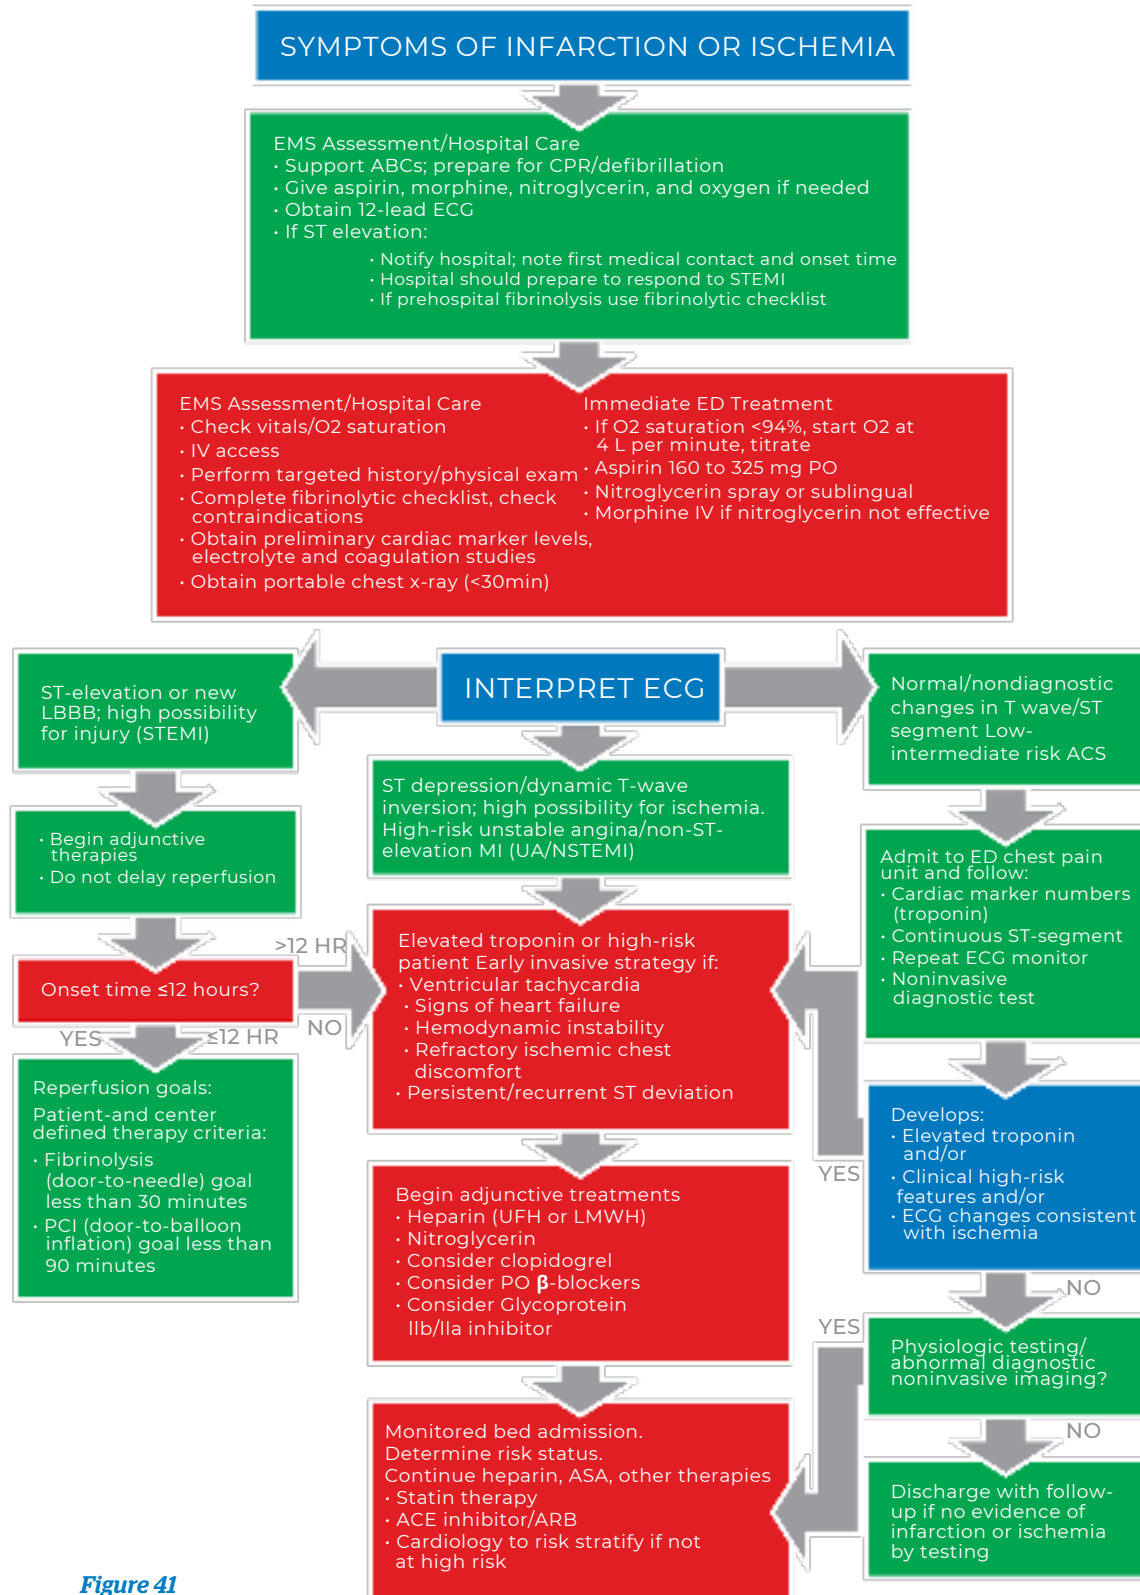 SYMPTOMS OF INFARCTION OR ISCHEMIA
EMS Assessment/Hospital Care
• Support ABCs; prepare for CPR/defibrillation
• Give aspirin, morphine, nitroglycerin, and oxygen if needed
• Obtain 12-lead ECG
• If ST elevation:
• Notify hospital; note first medical contact and onset time
• Hospital should prepare to respond to STEMI
• If prehospital fibrinolysis use fibrinolytic checklist
EMS Assessment/Hospital Care
• Check vitals/O2 saturation
• IV access
• Perform targeted history/physical exam
• Complete fibrinolytic checklist, check
contraindications
• Obtain preliminary cardiac marker levels,
electrolyte and coagulation studies
• Obtain portable chest x-ray (<30min)
Immediate ED Treatment
• If O2 saturation <94%, start O2 at
4 L per minute, titrate
• Aspirin 160 to 325 mg PO
• Nitroglycerin spray or sublingual
• Morphine IV if nitroglycerin not effective
INTERPRET ECG
ST-elevation or new
LBBB; high possibility
for injury (STEMI)
• Begin adjunctive
therapies
• Do not delay reperfusion
Onset time ≤12 hours?
>12 HR
NO
YES
≤12 HR
Reperfusion goals:
Patient-and center
defined therapy criteria:
• Fibrinolysis
(door-to-needle) goal
less than 30 minutes
• PCI (door-to-balloon
inflation) goal less than
90 minutes
ST depression/dynamic T-wave
inversion; high possibility for ischemia.
High-risk unstable angina/non-ST-
elevation MI (UA/NSTEMI)
Elevated troponin or high-risk
patient Early invasive strategy if:
• Ventricular tachycardia
• Signs of heart failure
• Hemodynamic instability
• Refractory ischemic chest
discomfort
• Persistent/recurrent ST deviation
Begin adjunctive treatments
• Heparin (UFH or LMWH)
• Nitroglycerin
• Consider clopidogrel
• Consider PO β-blockers
• Consider Glycoprotein
IIb/IIa inhibitor
Monitored bed admission.
Determine risk status.
Continue heparin, ASA, other therapies
• Statin therapy
• ACE inhibitor/ARB
• Cardiology to risk stratify if not
at high risk
Normal/nondiagnostic
changes in T wave/ST
segment Low-
intermediate risk ACS
Admit to ED chest pain
unit and follow:
• Cardiac marker numbers
(troponin)
• Continuous ST-segment
• Repeat ECG monitor
• Noninvasive
diagnostic test
Develops:
• Elevated troponin
and/or
• Clinical high-risk
features and/or
• ECG changes consistent
with ischemia
YES
NO
Physiologic testing/
abnormal diagnostic
noninvasive imaging?
YES
NO
Discharge with follow-
up if no evidence of
infarction or ischemia
by testing
Figure 41